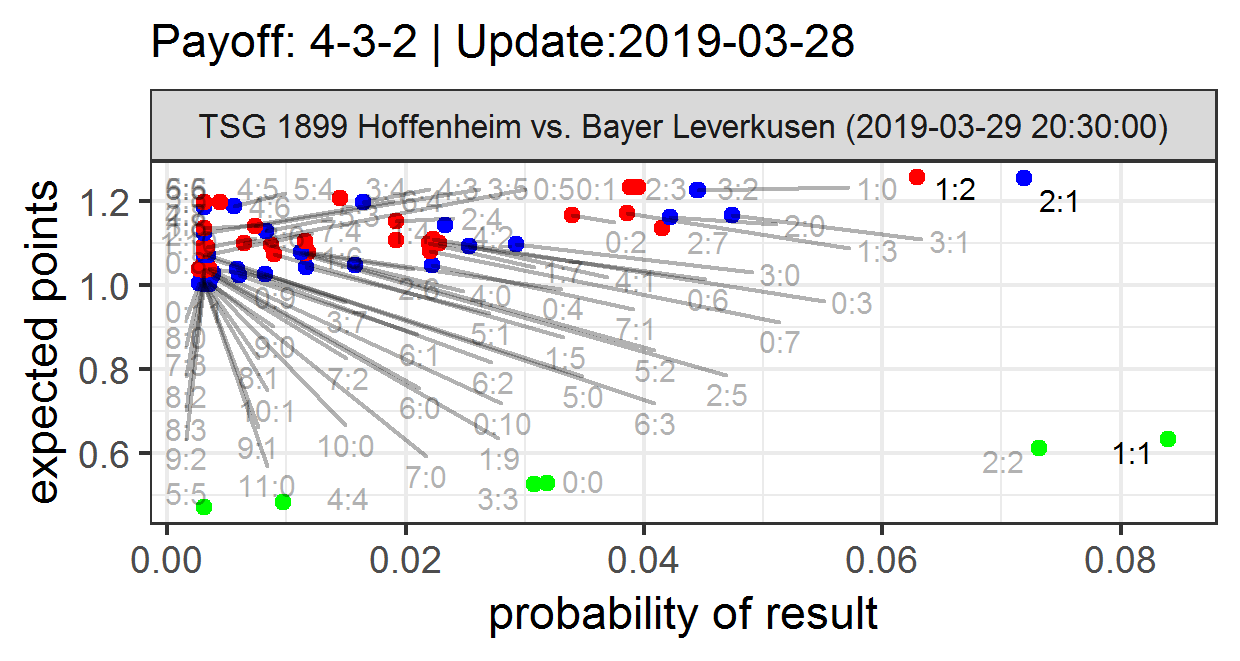 Payoff: 4-3-2 | Update:2019-03-28
TSG 1899 Hoffenheim vs. Bayer Leverkusen (2019-03-29 20:30:00)
expected points
1.2
1.0
0.8
0.6
6:6 4:5 5:4 3:4 4:3 3:5 0:5 0:1 2:3 3:2 1:0 1:2 2:1
4:6 6:4 2:4 2:0
7:4 4:2 0:2 2:7 1:3 3:1
1:6 1:7 4:1 3:0
0:9 2:6 4:0 0:4 0:6 0:3
3:7 5:1 7:1 0:7
8:0 9:0 6:1 1:5 5:2
7:3 8:1 7:2 6:2 5:0 2:5
8:2 10:1 6:0 0:10 6:3
8:3 9:1 10:0 1:9
9:2 11:0 7:0 2:2 1:1
5:5 4:4 3:3 0:0
0.00 0.02 0.04 0.06 0.08
probability of result